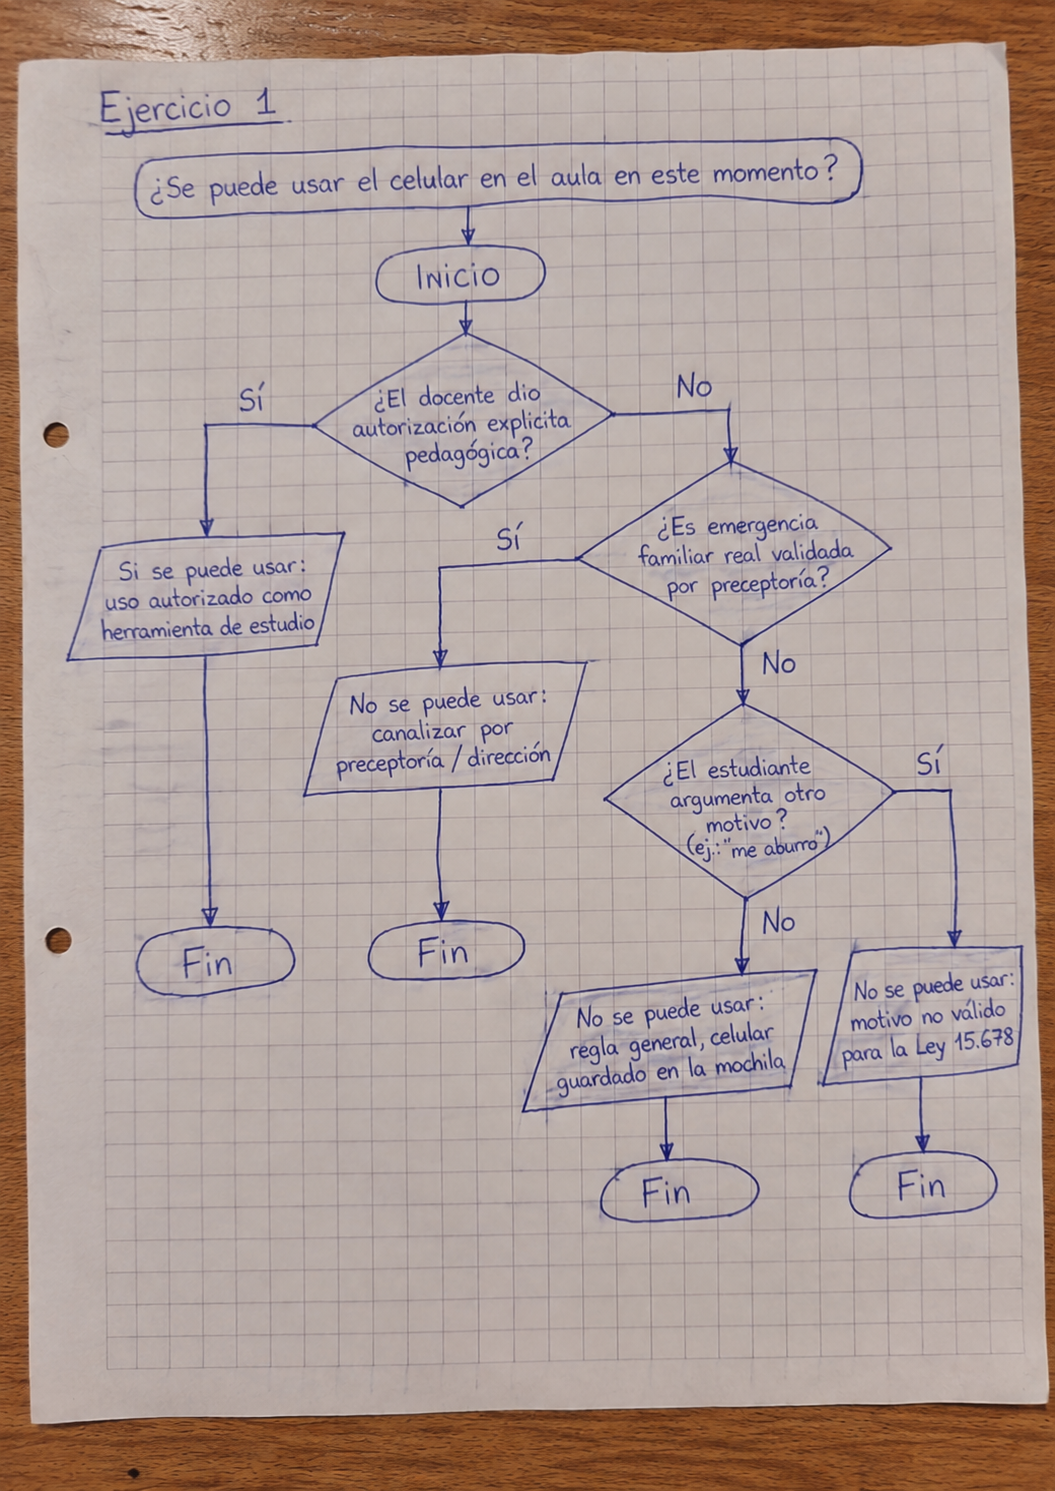 Ejercicio 1
¿Se puede usar el celular en el aula en este momento?
Inicio
¿El docente dio
autorización explicita
pedagógica?
Sí
No
Si se puede usar:
uso autorizado como
herramienta de estudio
Fin
¿Es emergencia
familiar real validada
por preceptoría?
Sí
No
No se puede usar:
canalizar por
preceptoría / dirección
Fin
¿El estudiante
argumenta otro
motivo?
(ej.: "me aburro")
Sí
No
No se puede usar:
regla general, celular
guardado en la mochila
Fin
No se puede usar:
motivo no válido
para la Ley 15.678
Fin